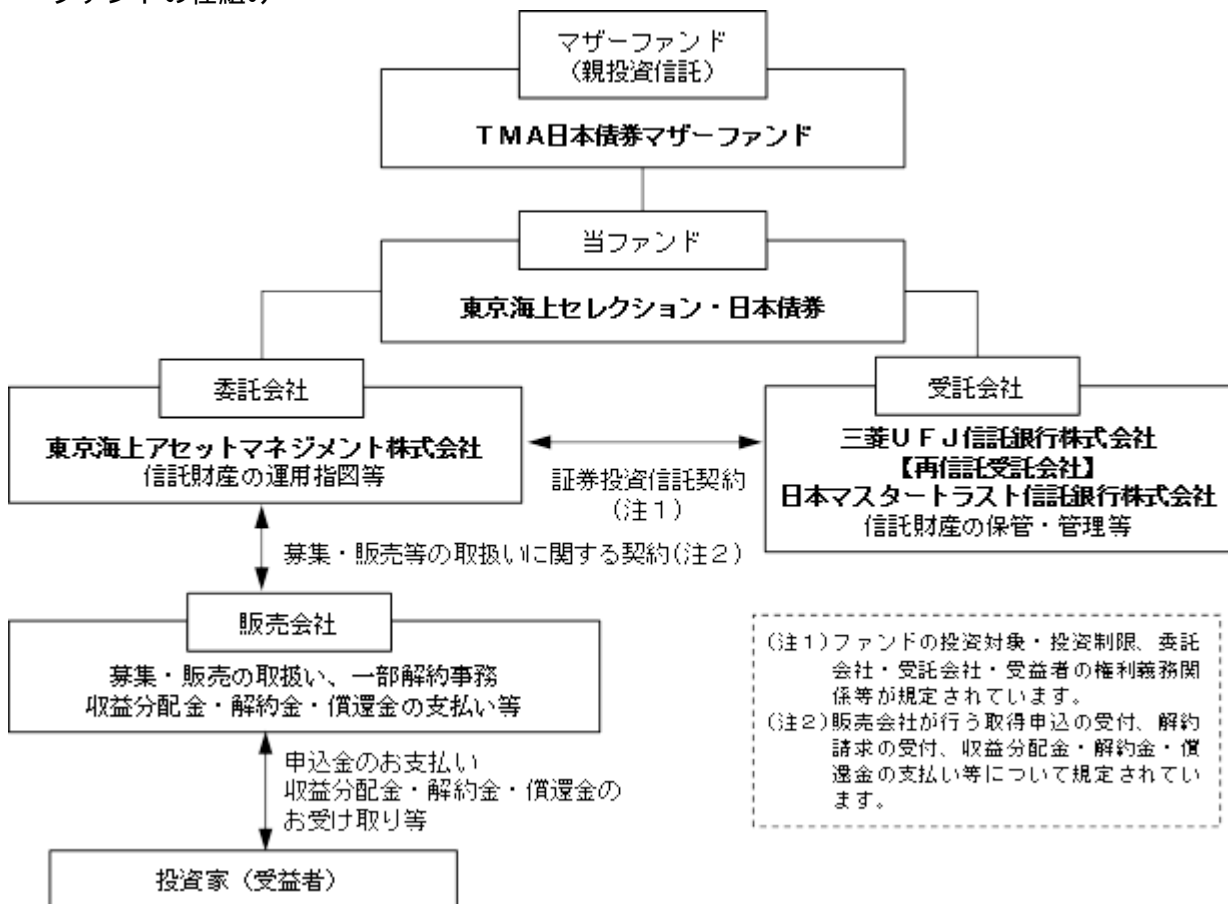 ファンドの仕組み
マザーファンド
(親投資信託)
TMA日本債券マザーファンド
当ファンド
東京海上セレクション・日本債券
委託会社
東京海上アセットマネジメント株式会社
信託財産の運用指図等
証券投資信託契約
(注1)
受託会社
三菱UFJ信託銀行株式会社
【再信託受託会社】
日本マスタートラスト信託銀行株式会社
信託財産の保管・管理等
募集・販売等の取扱いに関する契約(注2)
販売会社
募集・販売の取扱い、一部解約事務
収益分配金・解約金・償還金の支払い等
申込金のお支払い
収益分配金・解約金・償還金の
お受け取り等
投資家(受益者)
(注1)ファンドの投資対象・投資制限、委託
会社・受託会社・受益者の権利義務関
係等が規定されています。
(注2)販売会社が行う取得申込の受付、解約
請求の受付、収益分配金・解約金・償
還金の支払い等について規定されてい
ます。